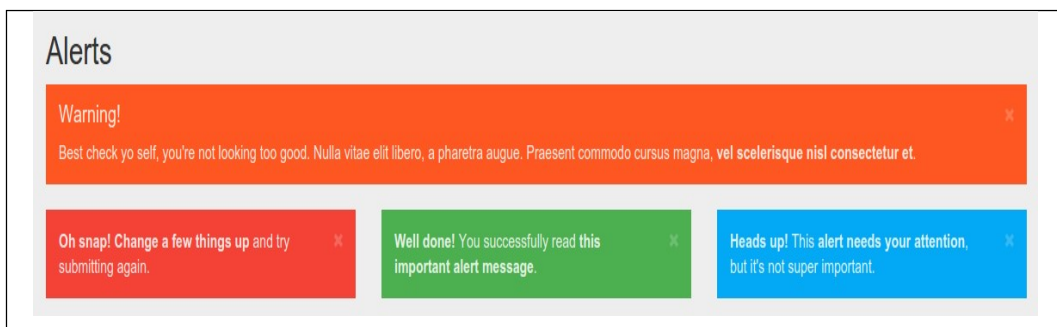 Alerts
Warning!
Best check yo self, you're not looking too good. Nulla vitae elit libero, a pharetra augue. Praesent commodo cursus magna, vel scelerisque nisl consectetur et.
Oh snap! Change a few things up and try
submitting again.
Well done! You successfully read this
important alert message.
Heads up! This alert needs your attention,
but it's not super important.